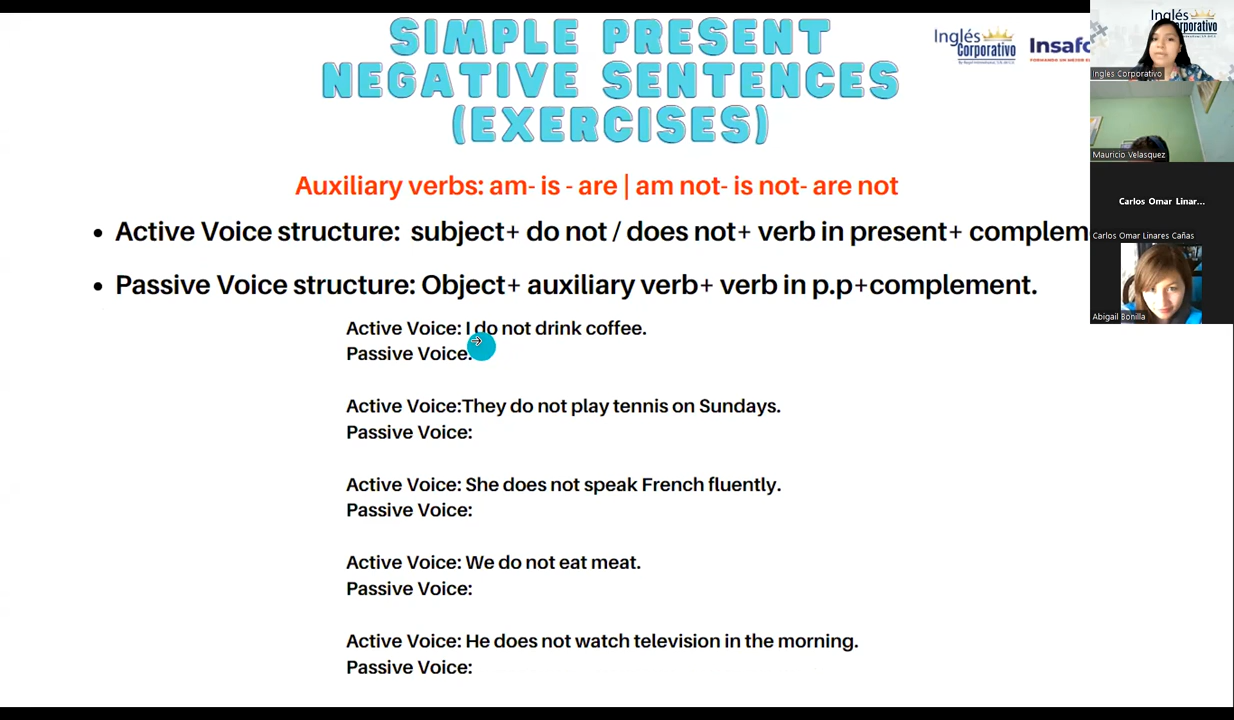 SIMPLE PRESENT
NEGATIVE SENTENCES
(EXERCISES)
Inglés
Corporativo
Insafo
Inglés
Corporativo
Ingles Corporativo
Auxiliary verbs: am- is - are | am not- is not- are not
Mauricio Velasquez
• Active Voice structure: subject+ do not / does not+ verb in present+ complem
Carlos Omar Linar...
Carlos Omar Linares Cañas
• Passive Voice structure: Object+ auxiliary verb+ verb in p.p+complement.
Abigail Bonilla
Active Voice: I do not drink coffee.
Passive Voice:
Active Voice:They do not play tennis on Sundays.
Passive Voice:
Active Voice: She does not speak French fluently.
Passive Voice:
Active Voice: We do not eat meat.
Passive Voice:
Active Voice: He does not watch television in the morning.
Passive Voice: